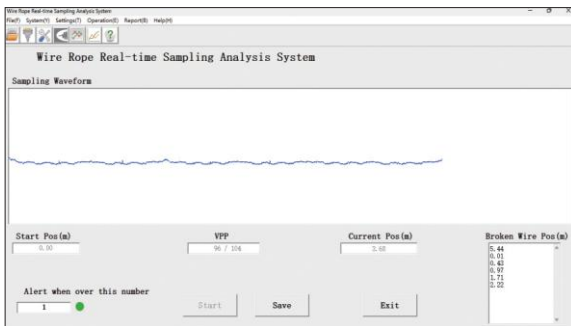 Wire Rope Real-time Sampling Analysis System
File(F) System(Y) Settings(T) Operation(E) Report(R) Help(H)
Wire Rope Real-time Sampling Analysis System
Sampling Waveform
Start Pos(m) VPP Current Pos(m) Broken Wire Pos(m)
0.00 96 / 104 2.68
5.44
0.01
0.43
0.97
1.71
2.22
Alert when over this number
1 Start Save Exit